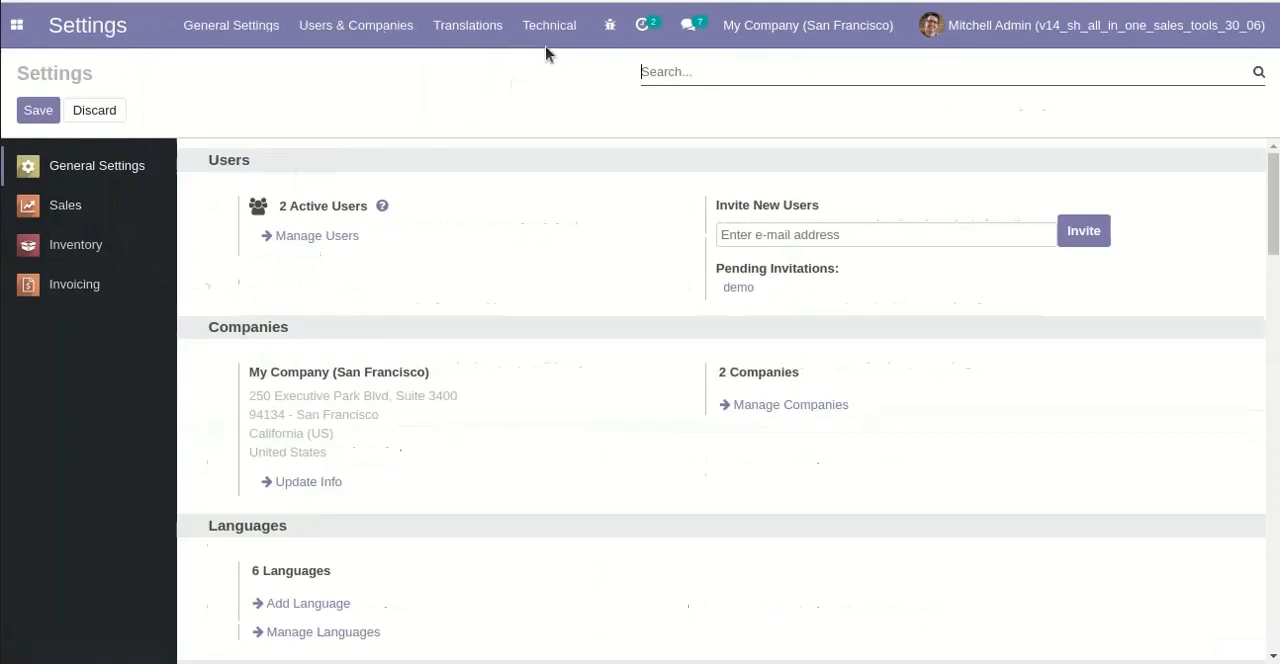 Settings General Settings Users & Companies Translations Technical 2 7 My Company (San Francisco) Mitchell Admin (v14_sh_all_in_one_sales_tools_30_06)
Settings
Search...
Save Discard
General Settings
Sales
Inventory
Invoicing
Users
2 Active Users ?
Manage Users
Invite New Users
Enter e-mail address Invite
Pending Invitations:
demo
Companies
My Company (San Francisco)
250 Executive Park Blvd, Suite 3400
94134 - San Francisco
California (US)
United States
Update Info
2 Companies
Manage Companies
Languages
6 Languages
Add Language
Manage Languages